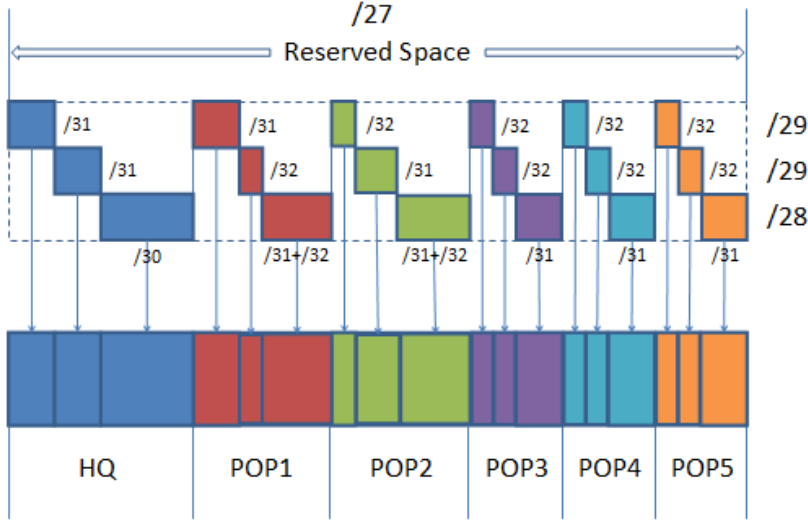 /27
Reserved Space
/31 /31 /32 /32 /32 /32 /29
/31 /32 /31 /32 /32 /32 /29
/28
/30 /31+/32 /31+/32 /31 /31 /31
HQ POP1 POP2 POP3 POP4 POP5